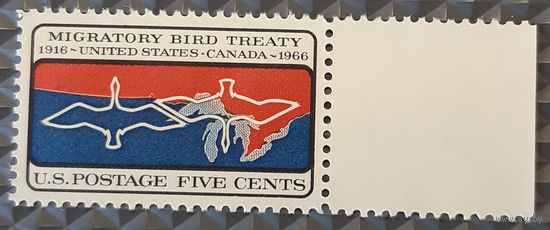 MIGRATORY BIRD TREATY
1916~UNITED STATES-CANADA~1966
U.S. POSTAGE FIVE CENTS